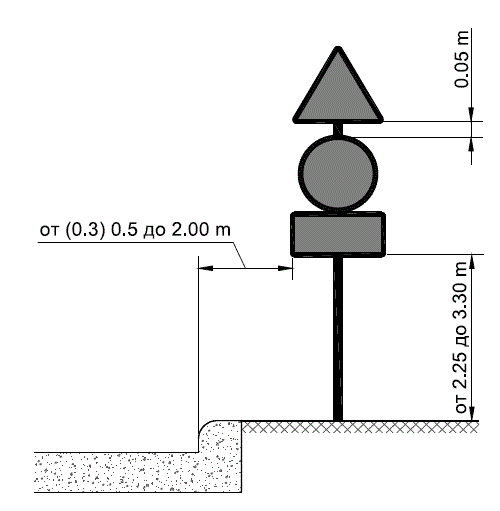 0.05 m
от (0.3) 0.5 до 2.00 m
от 2.25 до 3.30 m